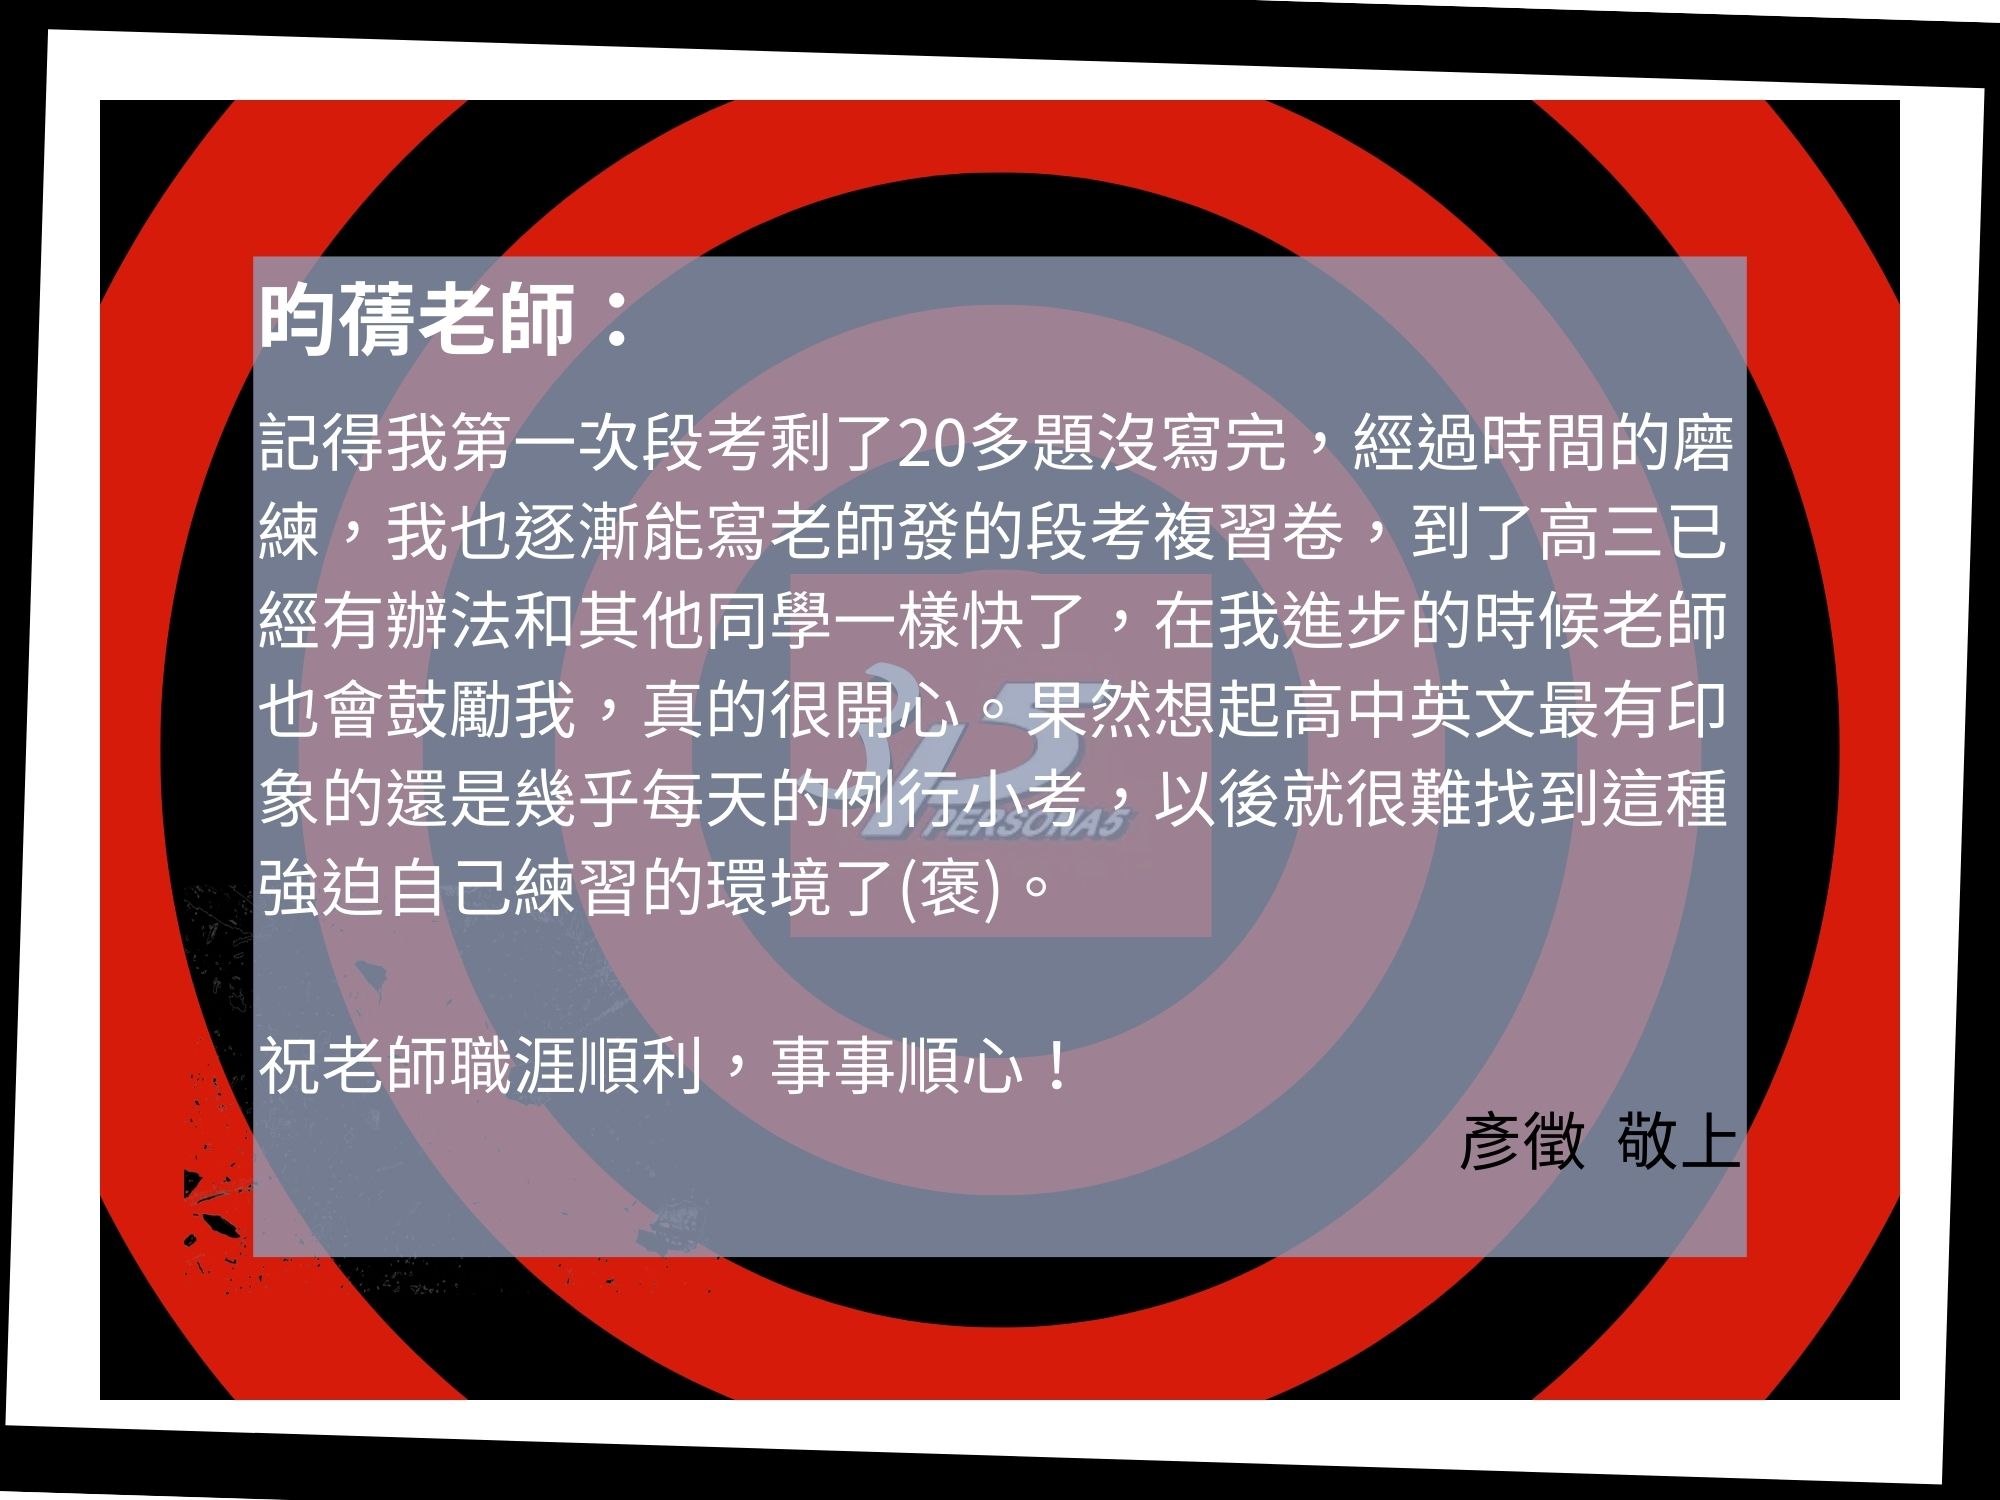 昀蒨老師：
記得我第一次段考剩了20多題沒寫完，經過時間的磨
練，我也逐漸能寫老師發的段考複習卷，到了高三已
經有辦法和其他同學一樣快了，在我進步的時候老師
也會鼓勵我，真的很開心。果然想起高中英文最有印
象的還是幾乎每天的例行小考，以後就很難找到這種
強迫自己練習的環境了(褒)。
P5
PERSONA5
祝老師職涯順利，事事順心！
彥徵 敬上